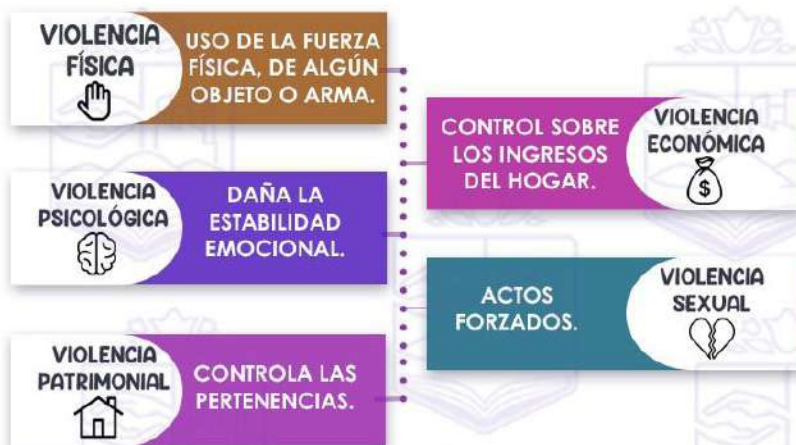 VIOLENCIA
FÍSICA
USO DE LA FUERZA
FÍSICA, DE ALGÚN
OBJETO O ARMA.
VIOLENCIA
ECONÓMICA
$
CONTROL SOBRE
LOS INGRESOS
DEL HOGAR.
VIOLENCIA
PSICOLÓGICA
DAÑA LA
ESTABILIDAD
EMOCIONAL.
VIOLENCIA
SEXUAL
ACTOS
FORZADOS.
VIOLENCIA
PATRIMONIAL
CONTROLA LAS
PERTENENCIAS.